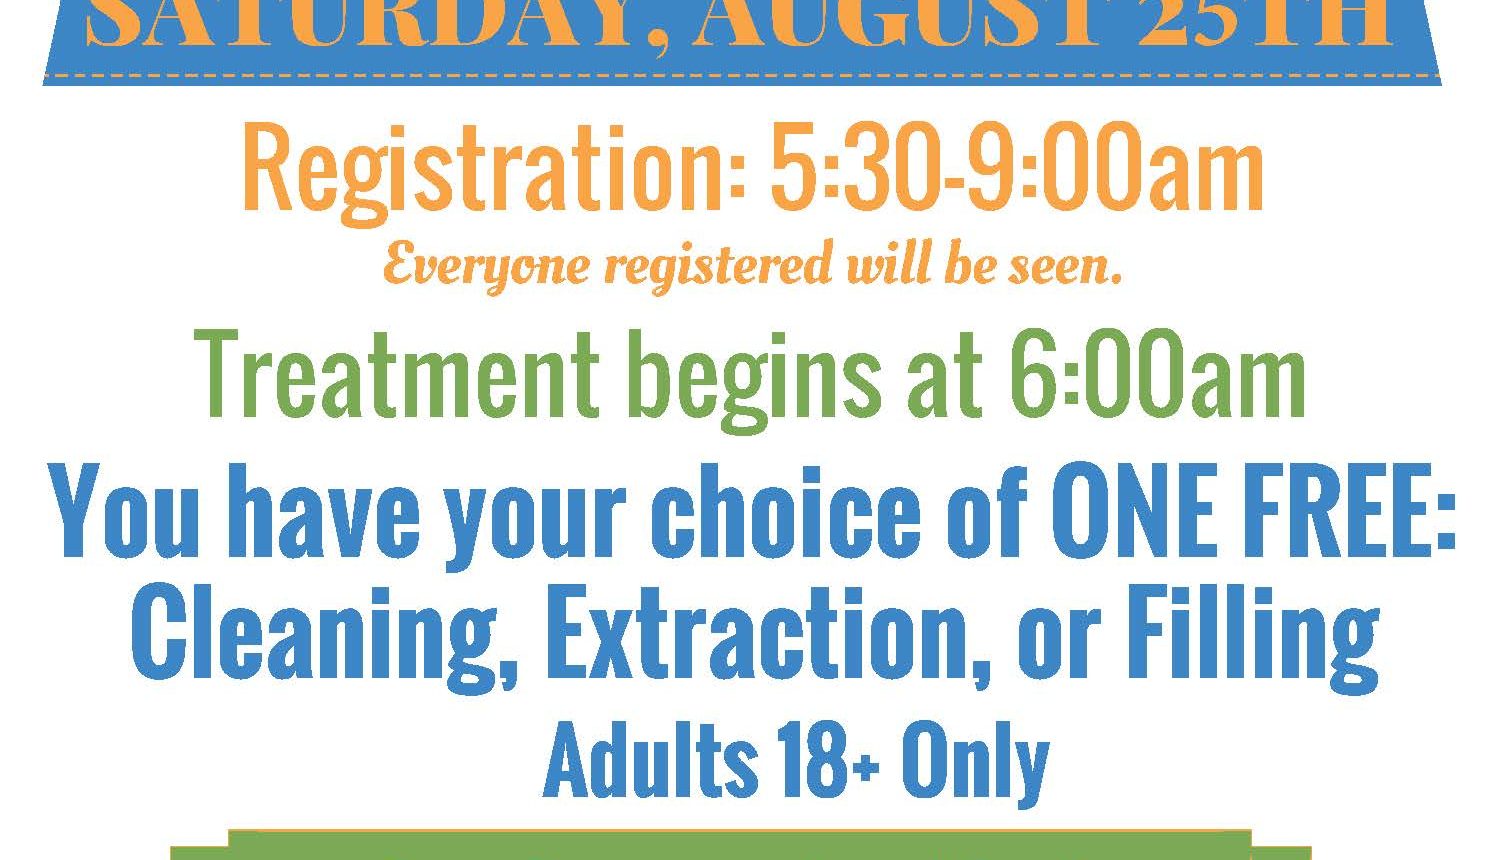 SATURDAY, AUGUST 25TH
Registration: 5:30-9:00am
Everyone registered will be seen.
Treatment begins at 6:00am
You have your choice of ONE FREE:
Cleaning, Extraction, or Filling
Adults 18+ Only